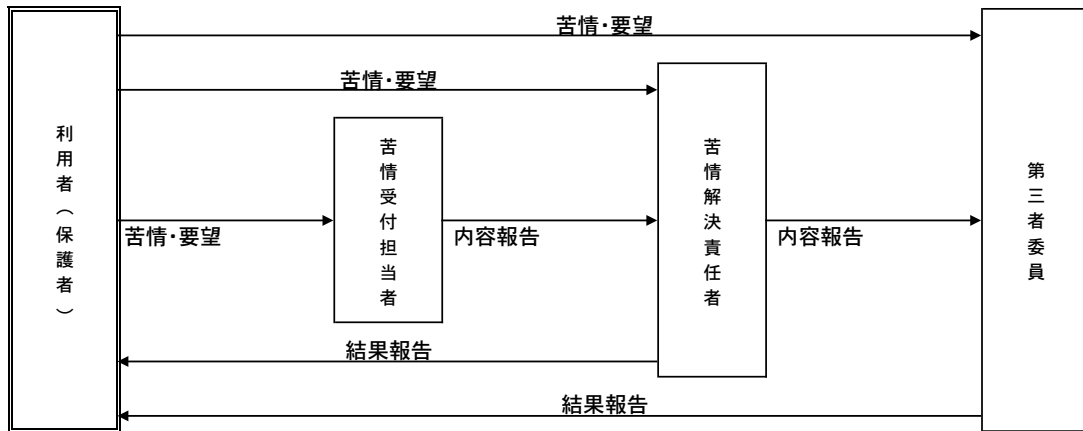 苦情・要望
苦情・要望
利用者（保護者）
苦情受付担当者
苦情解決責任者
第三者委員
苦情・要望
内容報告
内容報告
結果報告
結果報告